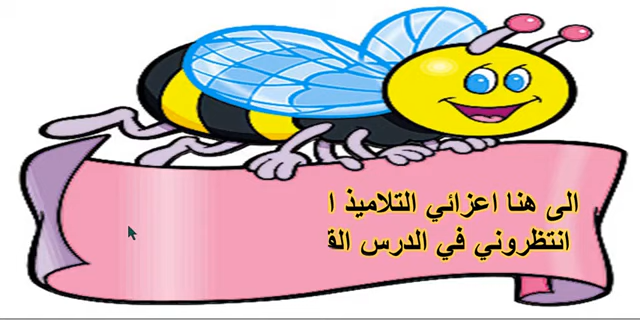 الى هنا اعزائي التلاميذ ا
انتظروني في الدرس الق